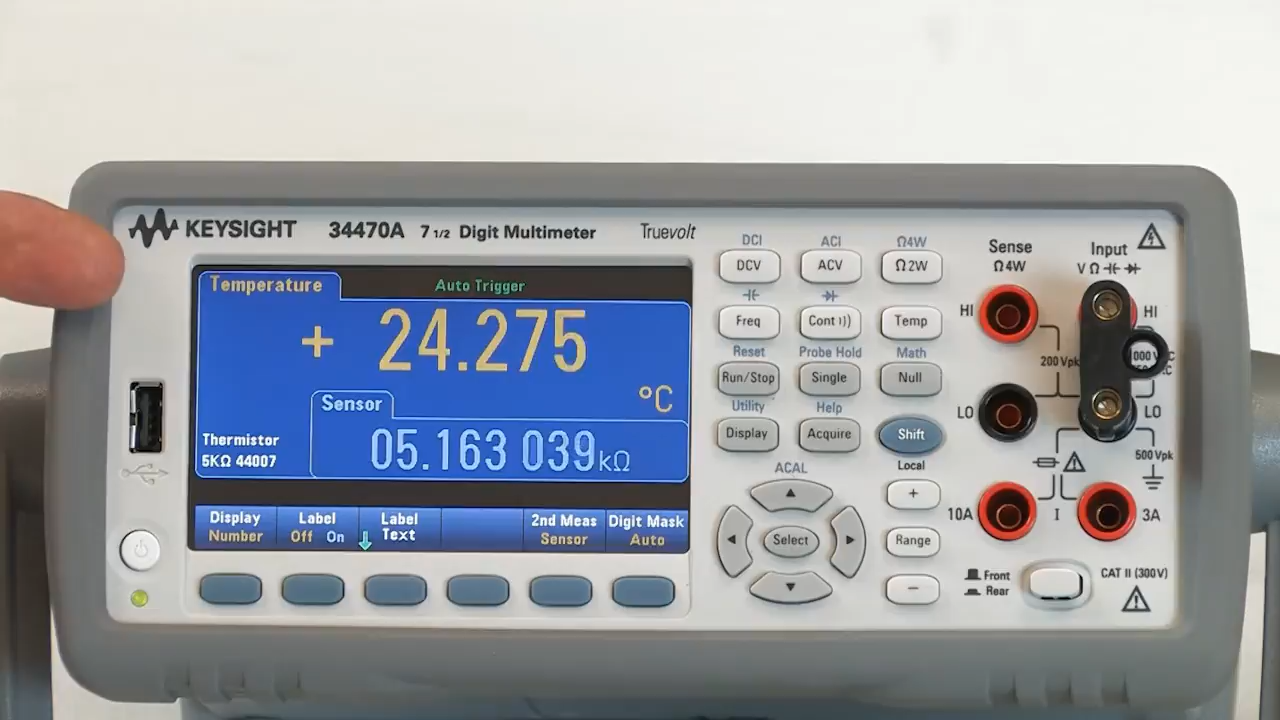 KEYSIGHT 34470A 7 1/2 Digit Multimeter Truevolt
Temperature
Auto Trigger
+ 24.275
°C
Sensor
Thermistor
5KΩ 44007
05.163 039kΩ
Display
Number
Label
Off On
Label
Text
2nd Meas
Sensor
Digit Mask
Auto
DCI
ACI
Ω4W
DCV
ACV
Ω2W
Freq
Cont
Temp
Reset
Probe Hold
Math
Run/Stop
Single
Null
Utility
Help
Display
Acquire
Shift
Local
ACAL
Select
+
Range
−
Sense
Ω4W
Input
V Ω
HI
HI
200 Vpk
LO
LO
500 Vpk
10A
I
3A
Front
Rear
CAT II (300V)